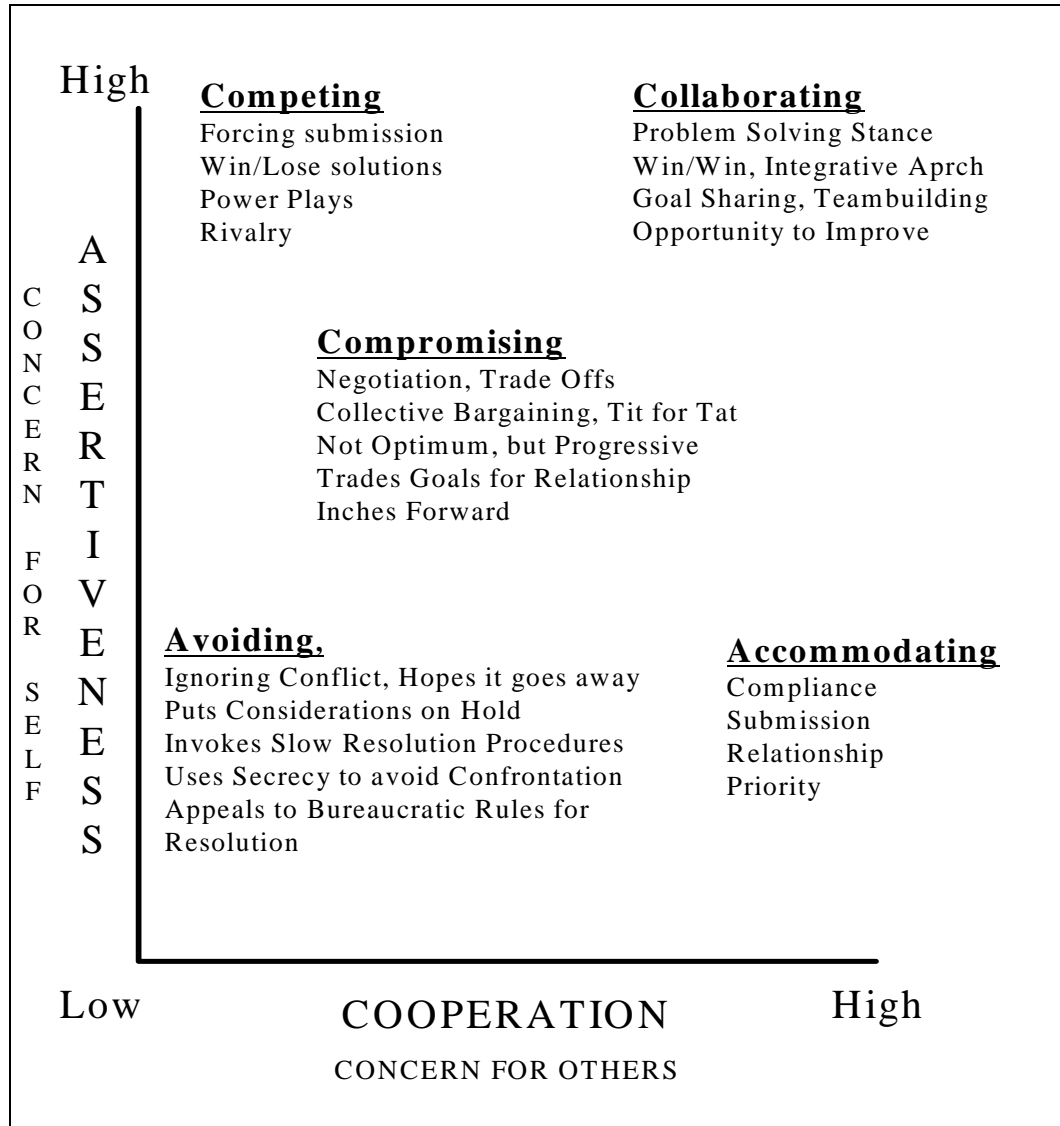 High
Competing
Forcing submission
Win/Lose solutions
Power Plays
Rivalry
Collaborating
Problem Solving Stance
Win/Win, Integrative Aprch
Goal Sharing, Teambuilding
Opportunity to Improve
CONCERN FOR SELF
ASSERTIVENESS
Compromising
Negotiation, Trade Offs
Collective Bargaining, Tit for Tat
Not Optimum, but Progressive
Trades Goals for Relationship
Inches Forward
Avoiding,
Ignoring Conflict, Hopes it goes away
Puts Considerations on Hold
Invokes Slow Resolution Procedures
Uses Secrecy to avoid Confrontation
Appeals to Bureaucratic Rules for
Resolution
Accommodating
Compliance
Submission
Relationship
Priority
Low
COOPERATION
High
CONCERN FOR OTHERS